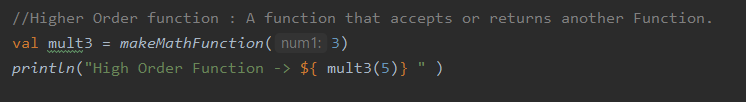 //Higher Order function : A function that accepts or returns another Function.
val mult3 = makeMathFunction( num1: 3)
println("High Order Function -> ${ mult3(5)} " )